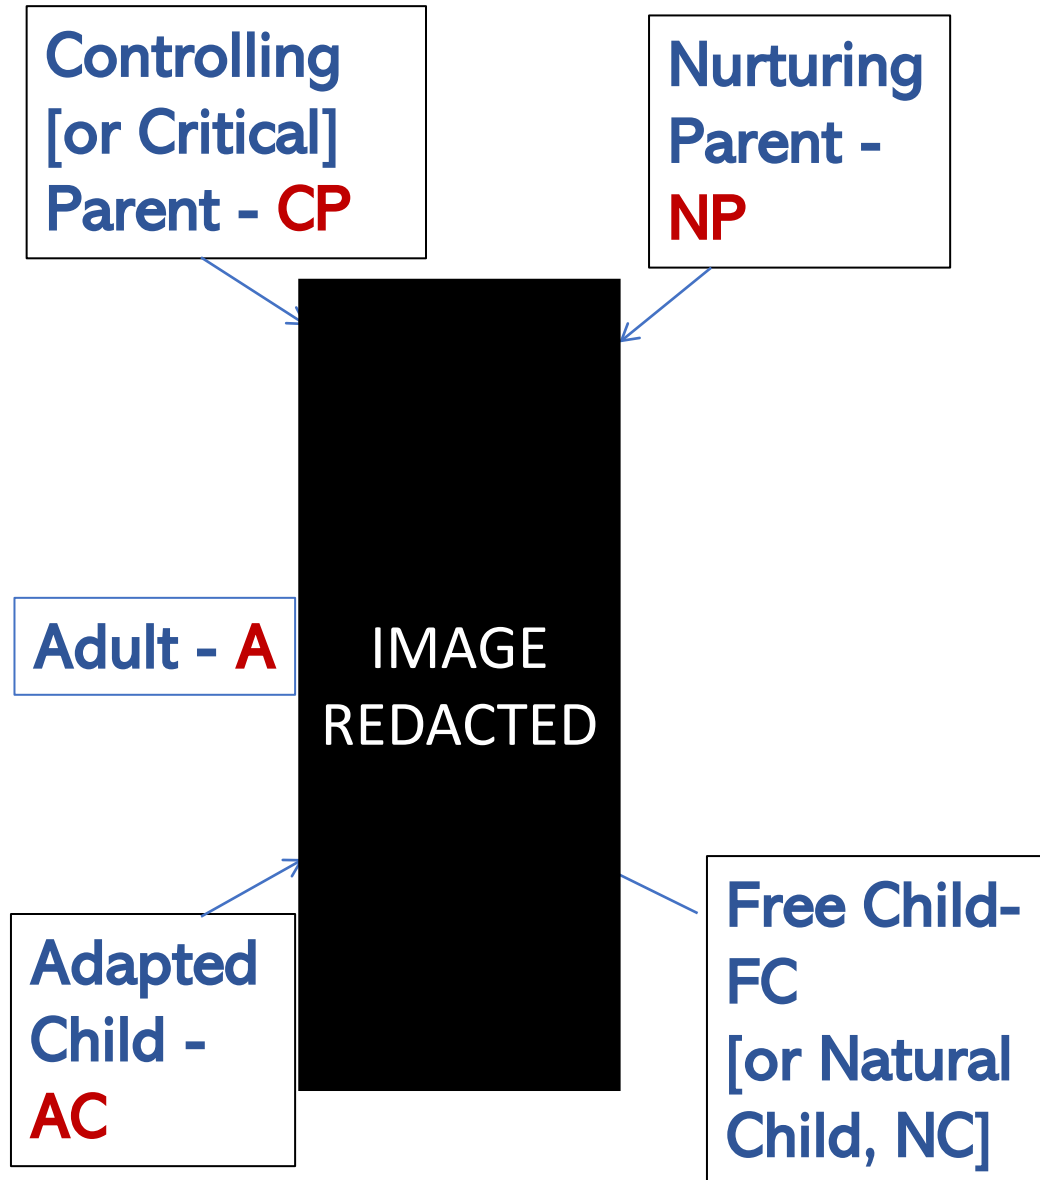 Controlling
[or Critical]
Parent - CP
Nurturing
Parent -
NP
Adult - A
IMAGE
REDACTED
Adapted
Child -
AC
Free Child-
FC
[or Natural
Child, NC]